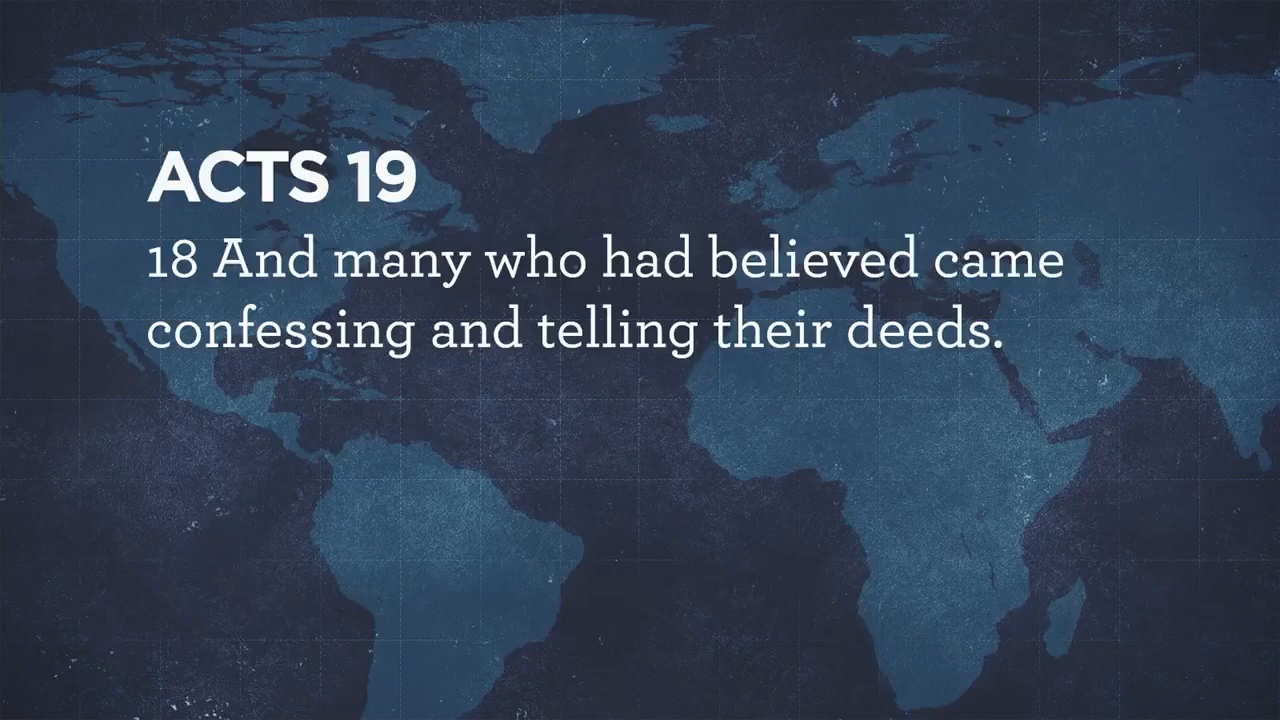 ACTS 19
18 And many who had believed came
confessing and telling their deeds.